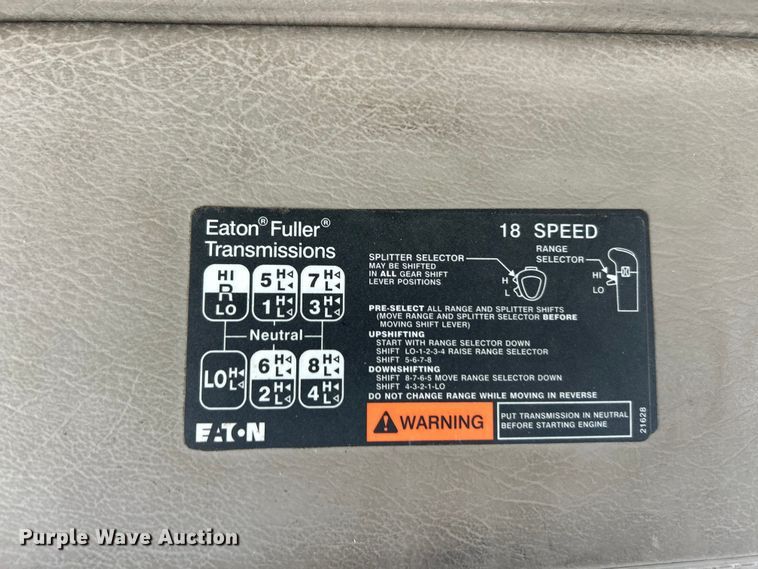 Eaton® Fuller®
Transmissions
18 SPEED
HI
R
LO
5 H L
1 H L
7 H L
3 H L
Neutral
LO H L
6 H L
2 H L
8 H L
4 H L
EATON
SPLITTER SELECTOR
MAY BE SHIFTED
IN ALL GEAR SHIFT
LEVER POSITIONS
H
L
RANGE
SELECTOR
HI
LO
PRE-SELECT ALL RANGE AND SPLITTER SHIFTS
(MOVE RANGE AND SPLITTER SELECTOR BEFORE
MOVING SHIFT LEVER)
UPSHIFTING
START WITH RANGE SELECTOR DOWN
SHIFT LO-1-2-3-4 RAISE RANGE SELECTOR
SHIFT 5-6-7-8
DOWNSHIFTING
SHIFT 8-7-6-5 MOVE RANGE SELECTOR DOWN
SHIFT 4-3-2-1-LO
DO NOT CHANGE RANGE WHILE MOVING IN REVERSE
WARNING
PUT TRANSMISSION IN NEUTRAL
BEFORE STARTING ENGINE
21628
Purple Wave Auction